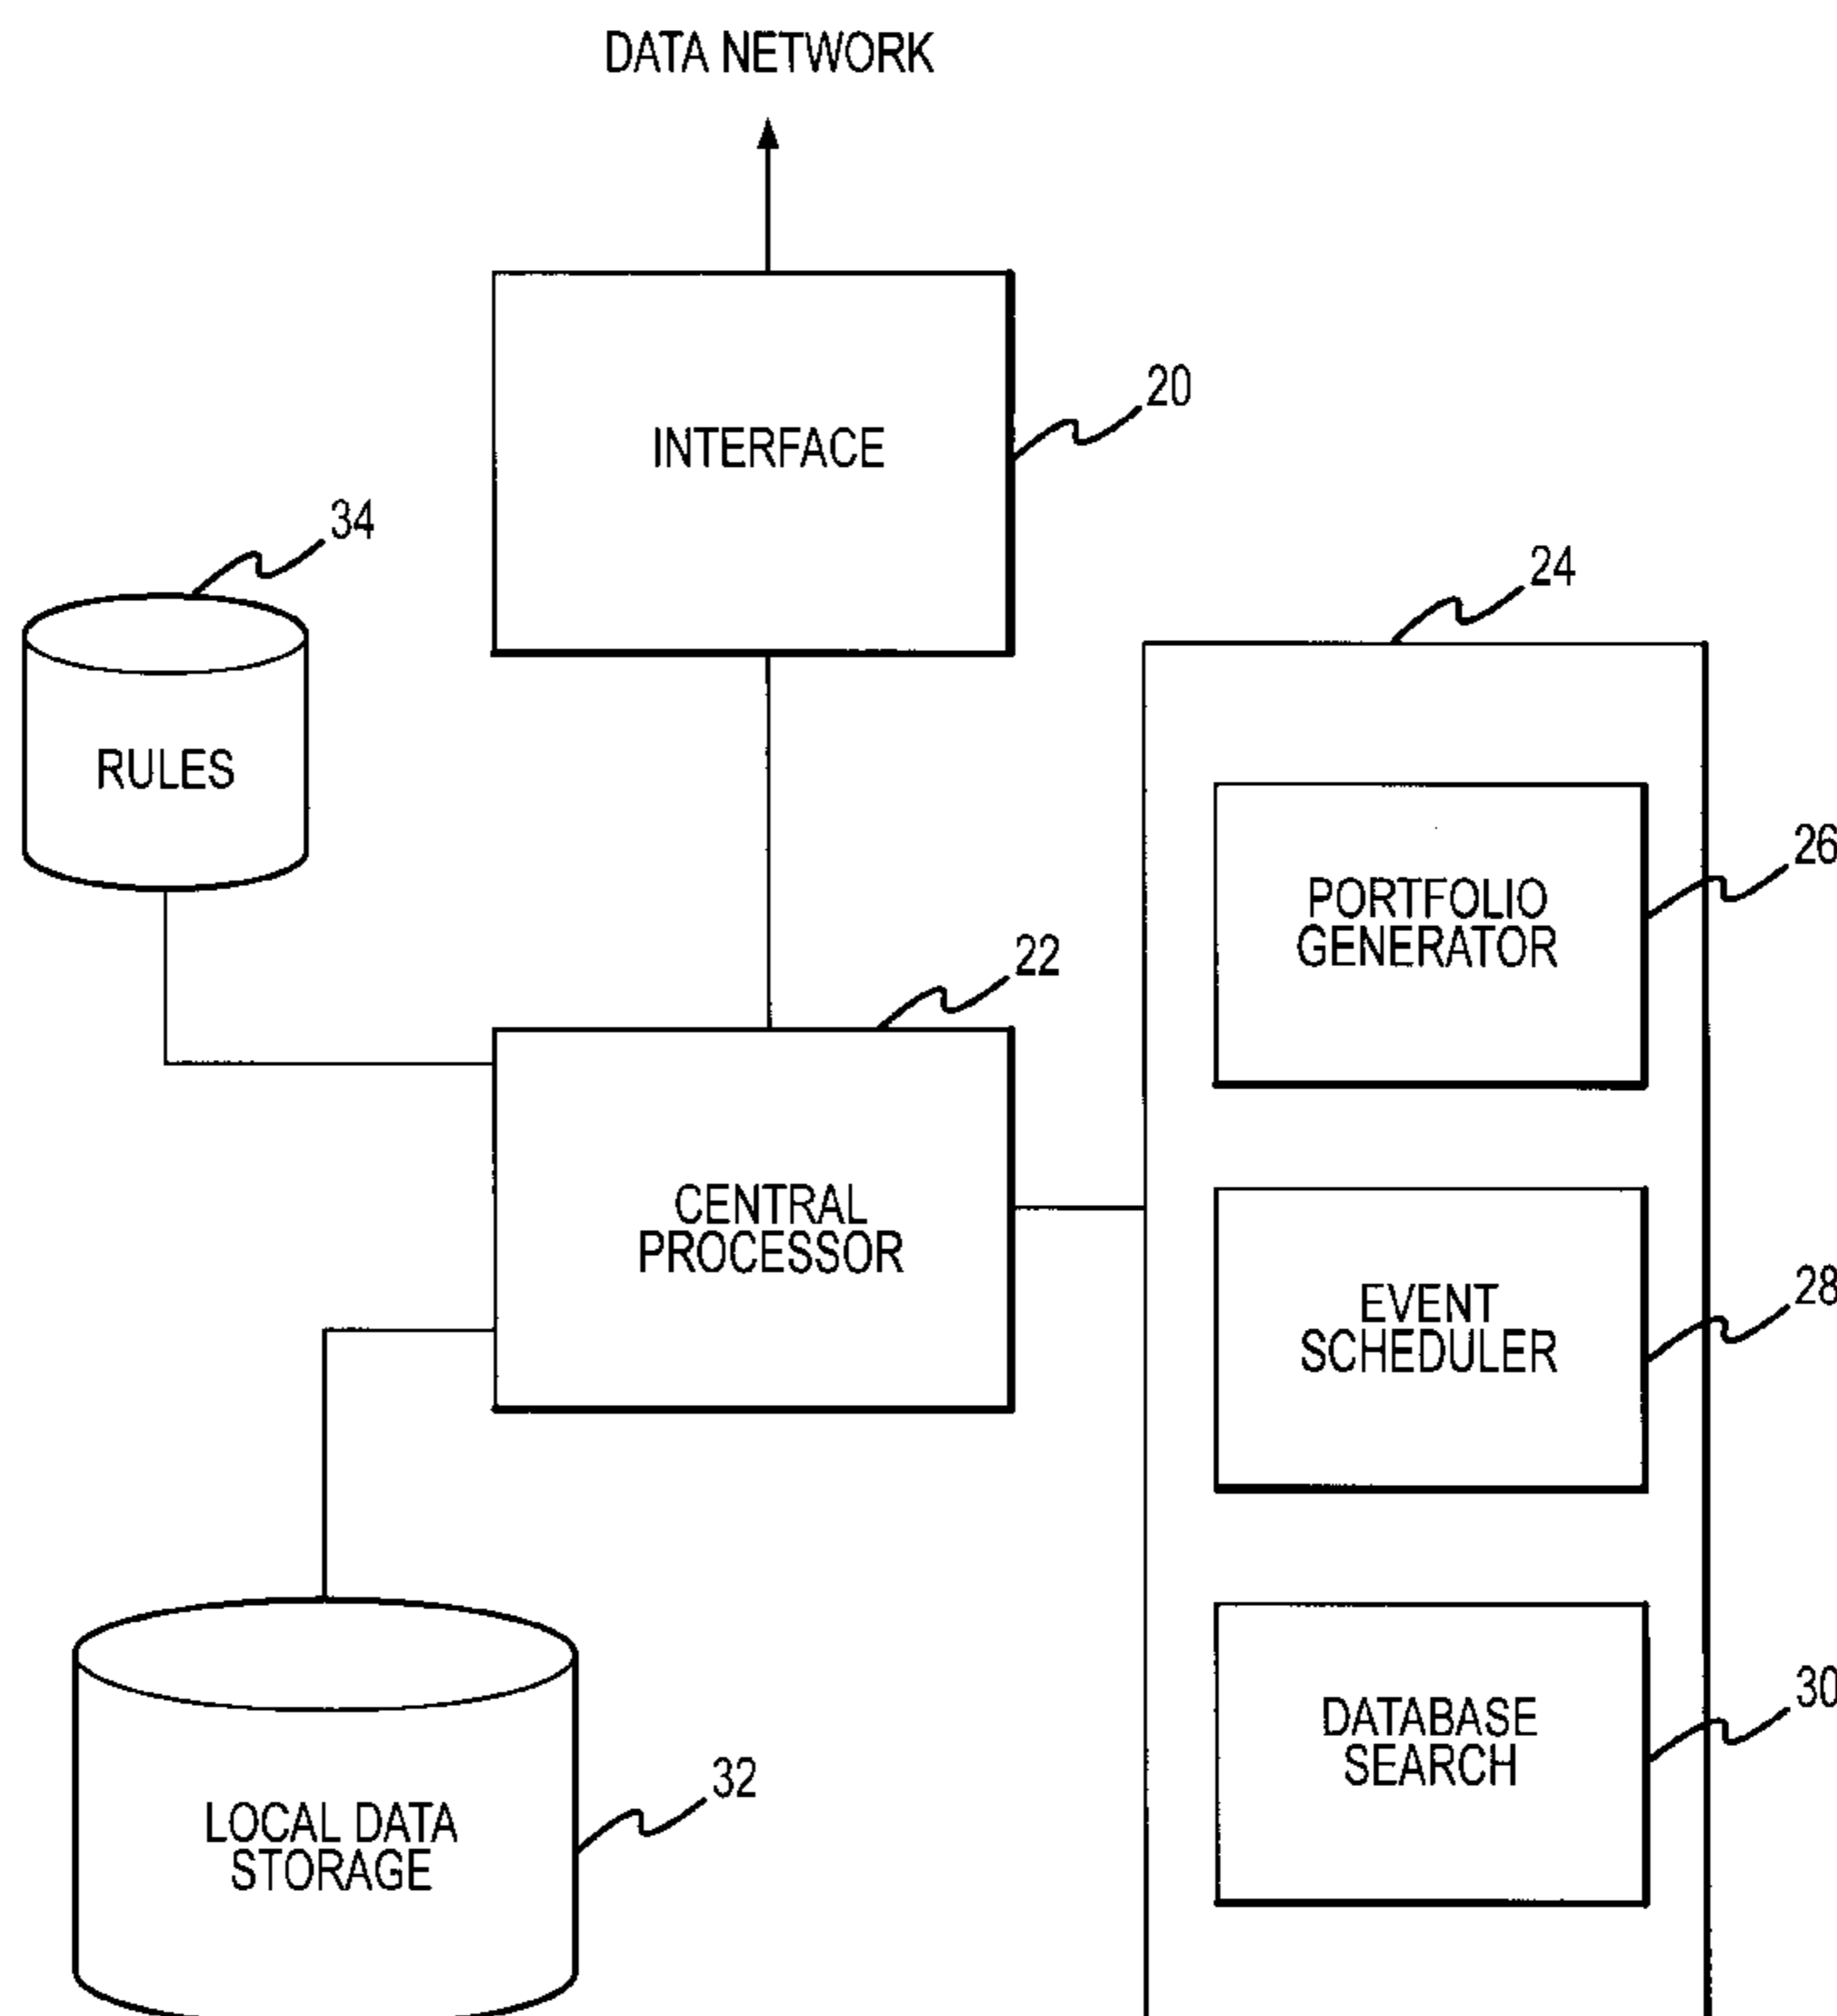 DATA NETWORK
INTERFACE
20
34
RULES
24
PORTFOLIO
GENERATOR
26
22
CENTRAL
PROCESSOR
EVENT
SCHEDULER
28
DATABASE
SEARCH
30
LOCAL DATA
STORAGE
32